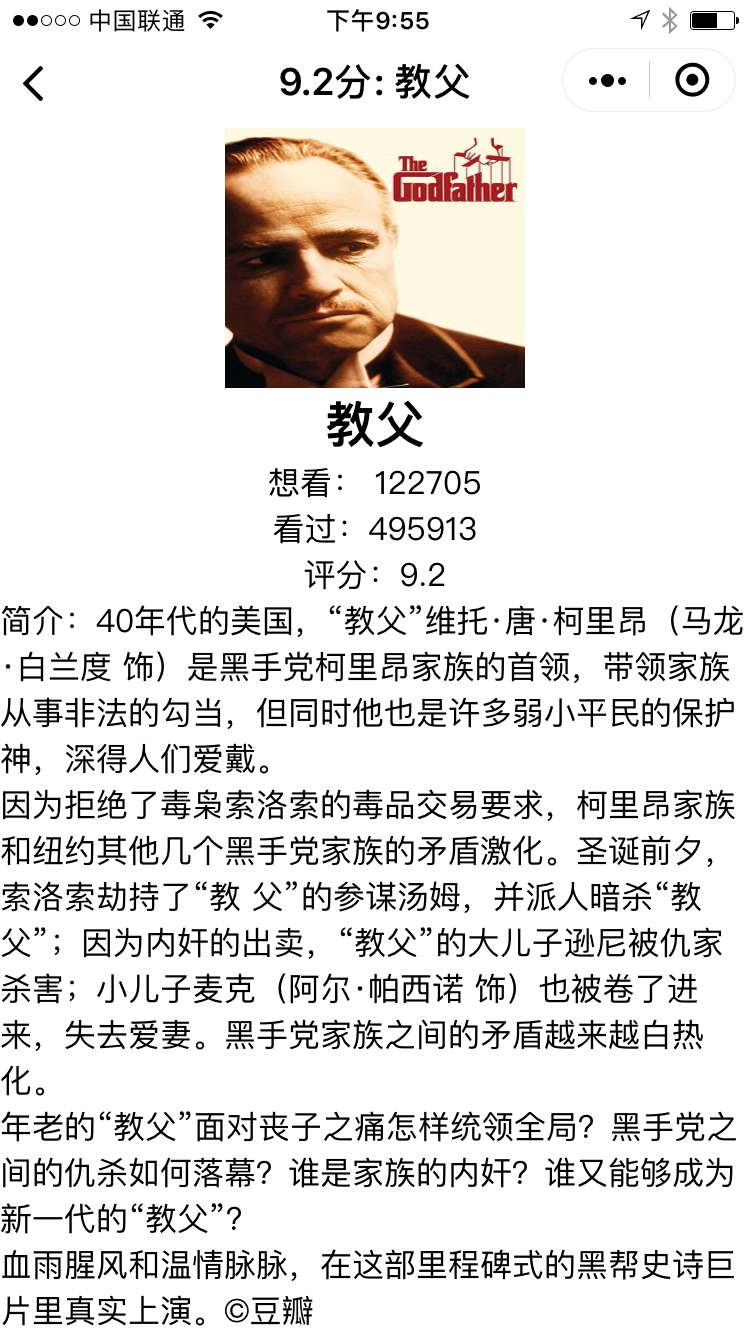 中国联通
下午9:55
9.2分: 教父
The
Godfather
教父
想看： 122705
看过：495913
评分：9.2
简介：40年代的美国，“教父”维托·唐·柯里昂（马龙
·白兰度 饰）是黑手党柯里昂家族的首领，带领家族
从事非法的勾当，但同时他也是许多弱小平民的保护
神，深得人们爱戴。
因为拒绝了毒枭索洛索的毒品交易要求，柯里昂家族
和纽约其他几个黑手党家族的矛盾激化。圣诞前夕，
索洛索劫持了“教 父”的参谋汤姆，并派人暗杀“教
父”；因为内奸的出卖，“教父”的大儿子逊尼被仇家
杀害；小儿子麦克（阿尔·帕西诺 饰）也被卷了进
来，失去爱妻。黑手党家族之间的矛盾越来越白热
化。
年老的“教父”面对丧子之痛怎样统领全局？黑手党之
间的仇杀如何落幕？谁是家族的内奸？谁又能够成为
新一代的“教父”？
血雨腥风和温情脉脉，在这部里程碑式的黑帮史诗巨
片里真实上演。©豆瓣